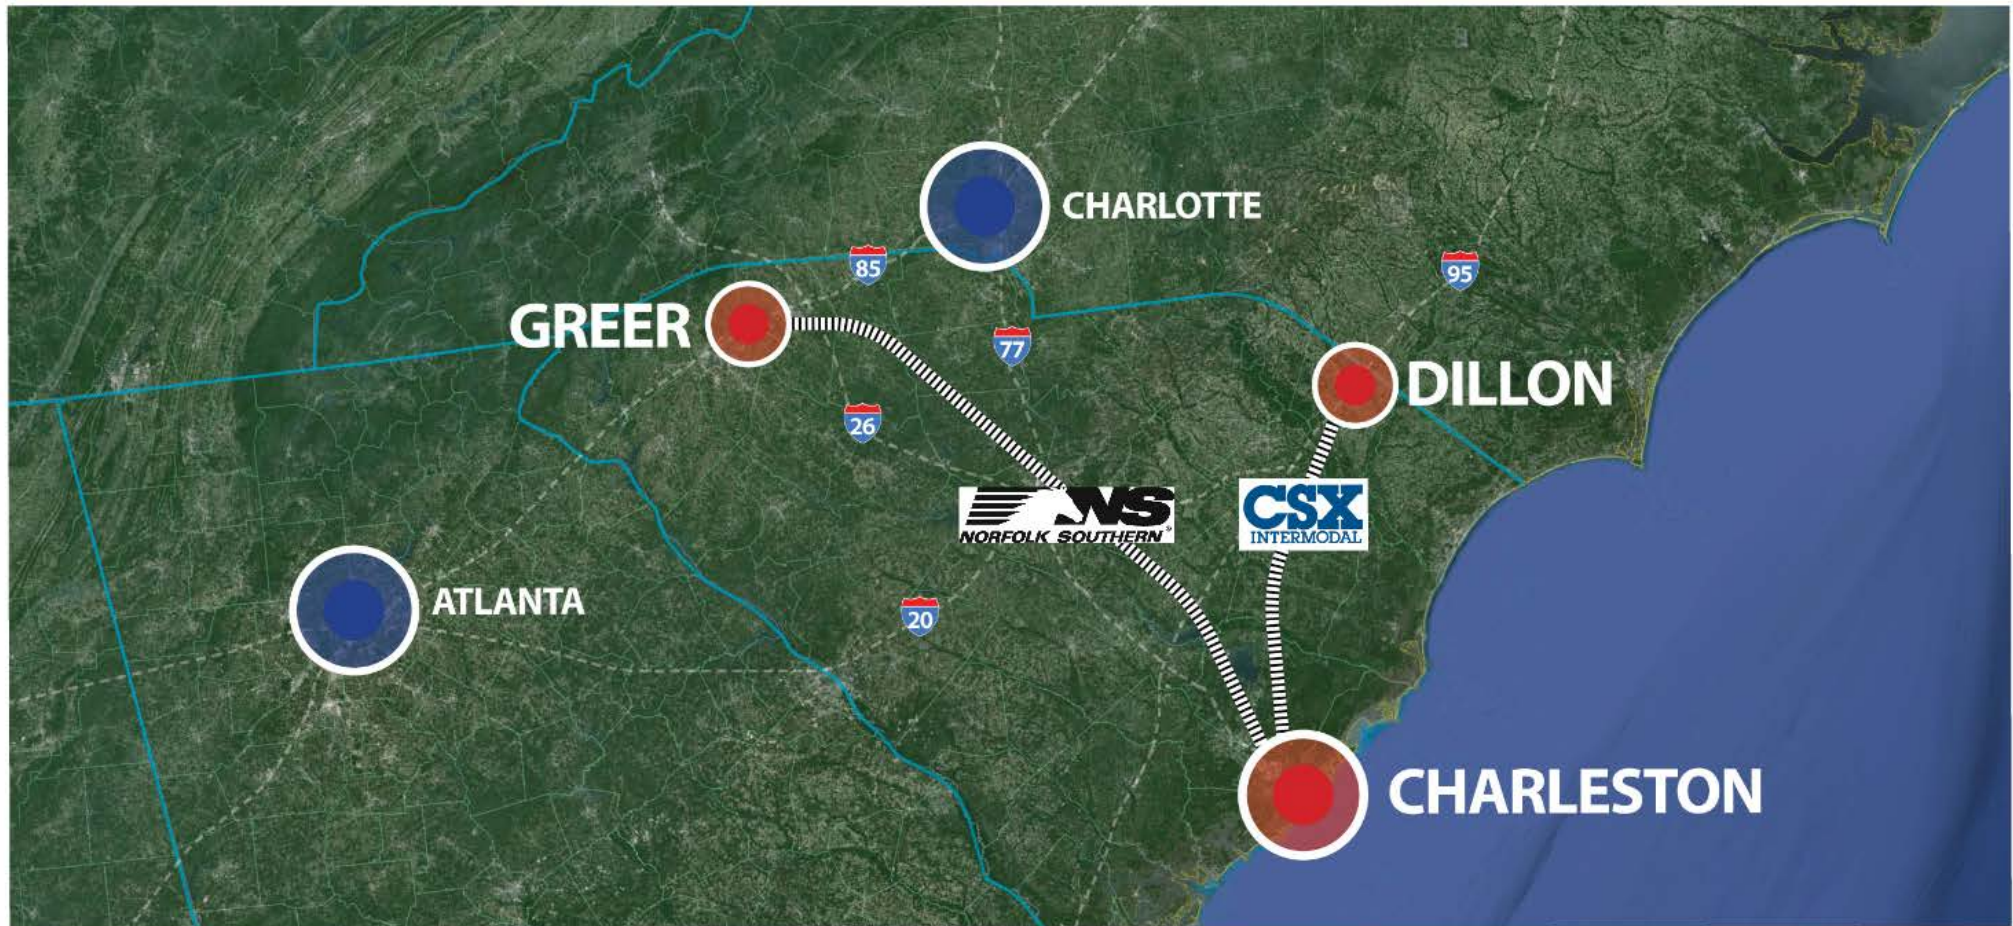 CHARLOTTE
85
95
GREER
77
DILLON
26
NS
NORFOLK SOUTHERN
CSX
INTERMODAL
ATLANTA
20
CHARLESTON